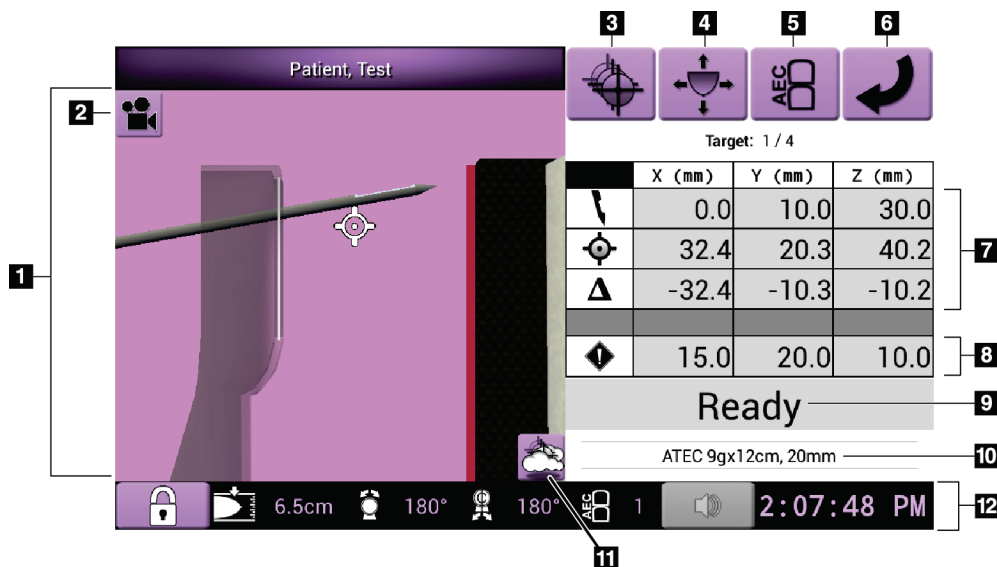 3 4 5 6
Patient, Test
AEC
1
2
Target: 1 / 4
X (mm) Y (mm) Z (mm)
0.0 10.0 30.0
32.4 20.3 40.2
7
Δ -32.4 -10.3 -10.2
15.0 20.0 10.0
8
Ready
9
ATEC 9gx12cm, 20mm
10
6.5cm 180° 180° AEC 1 2:07:48 PM
12
11